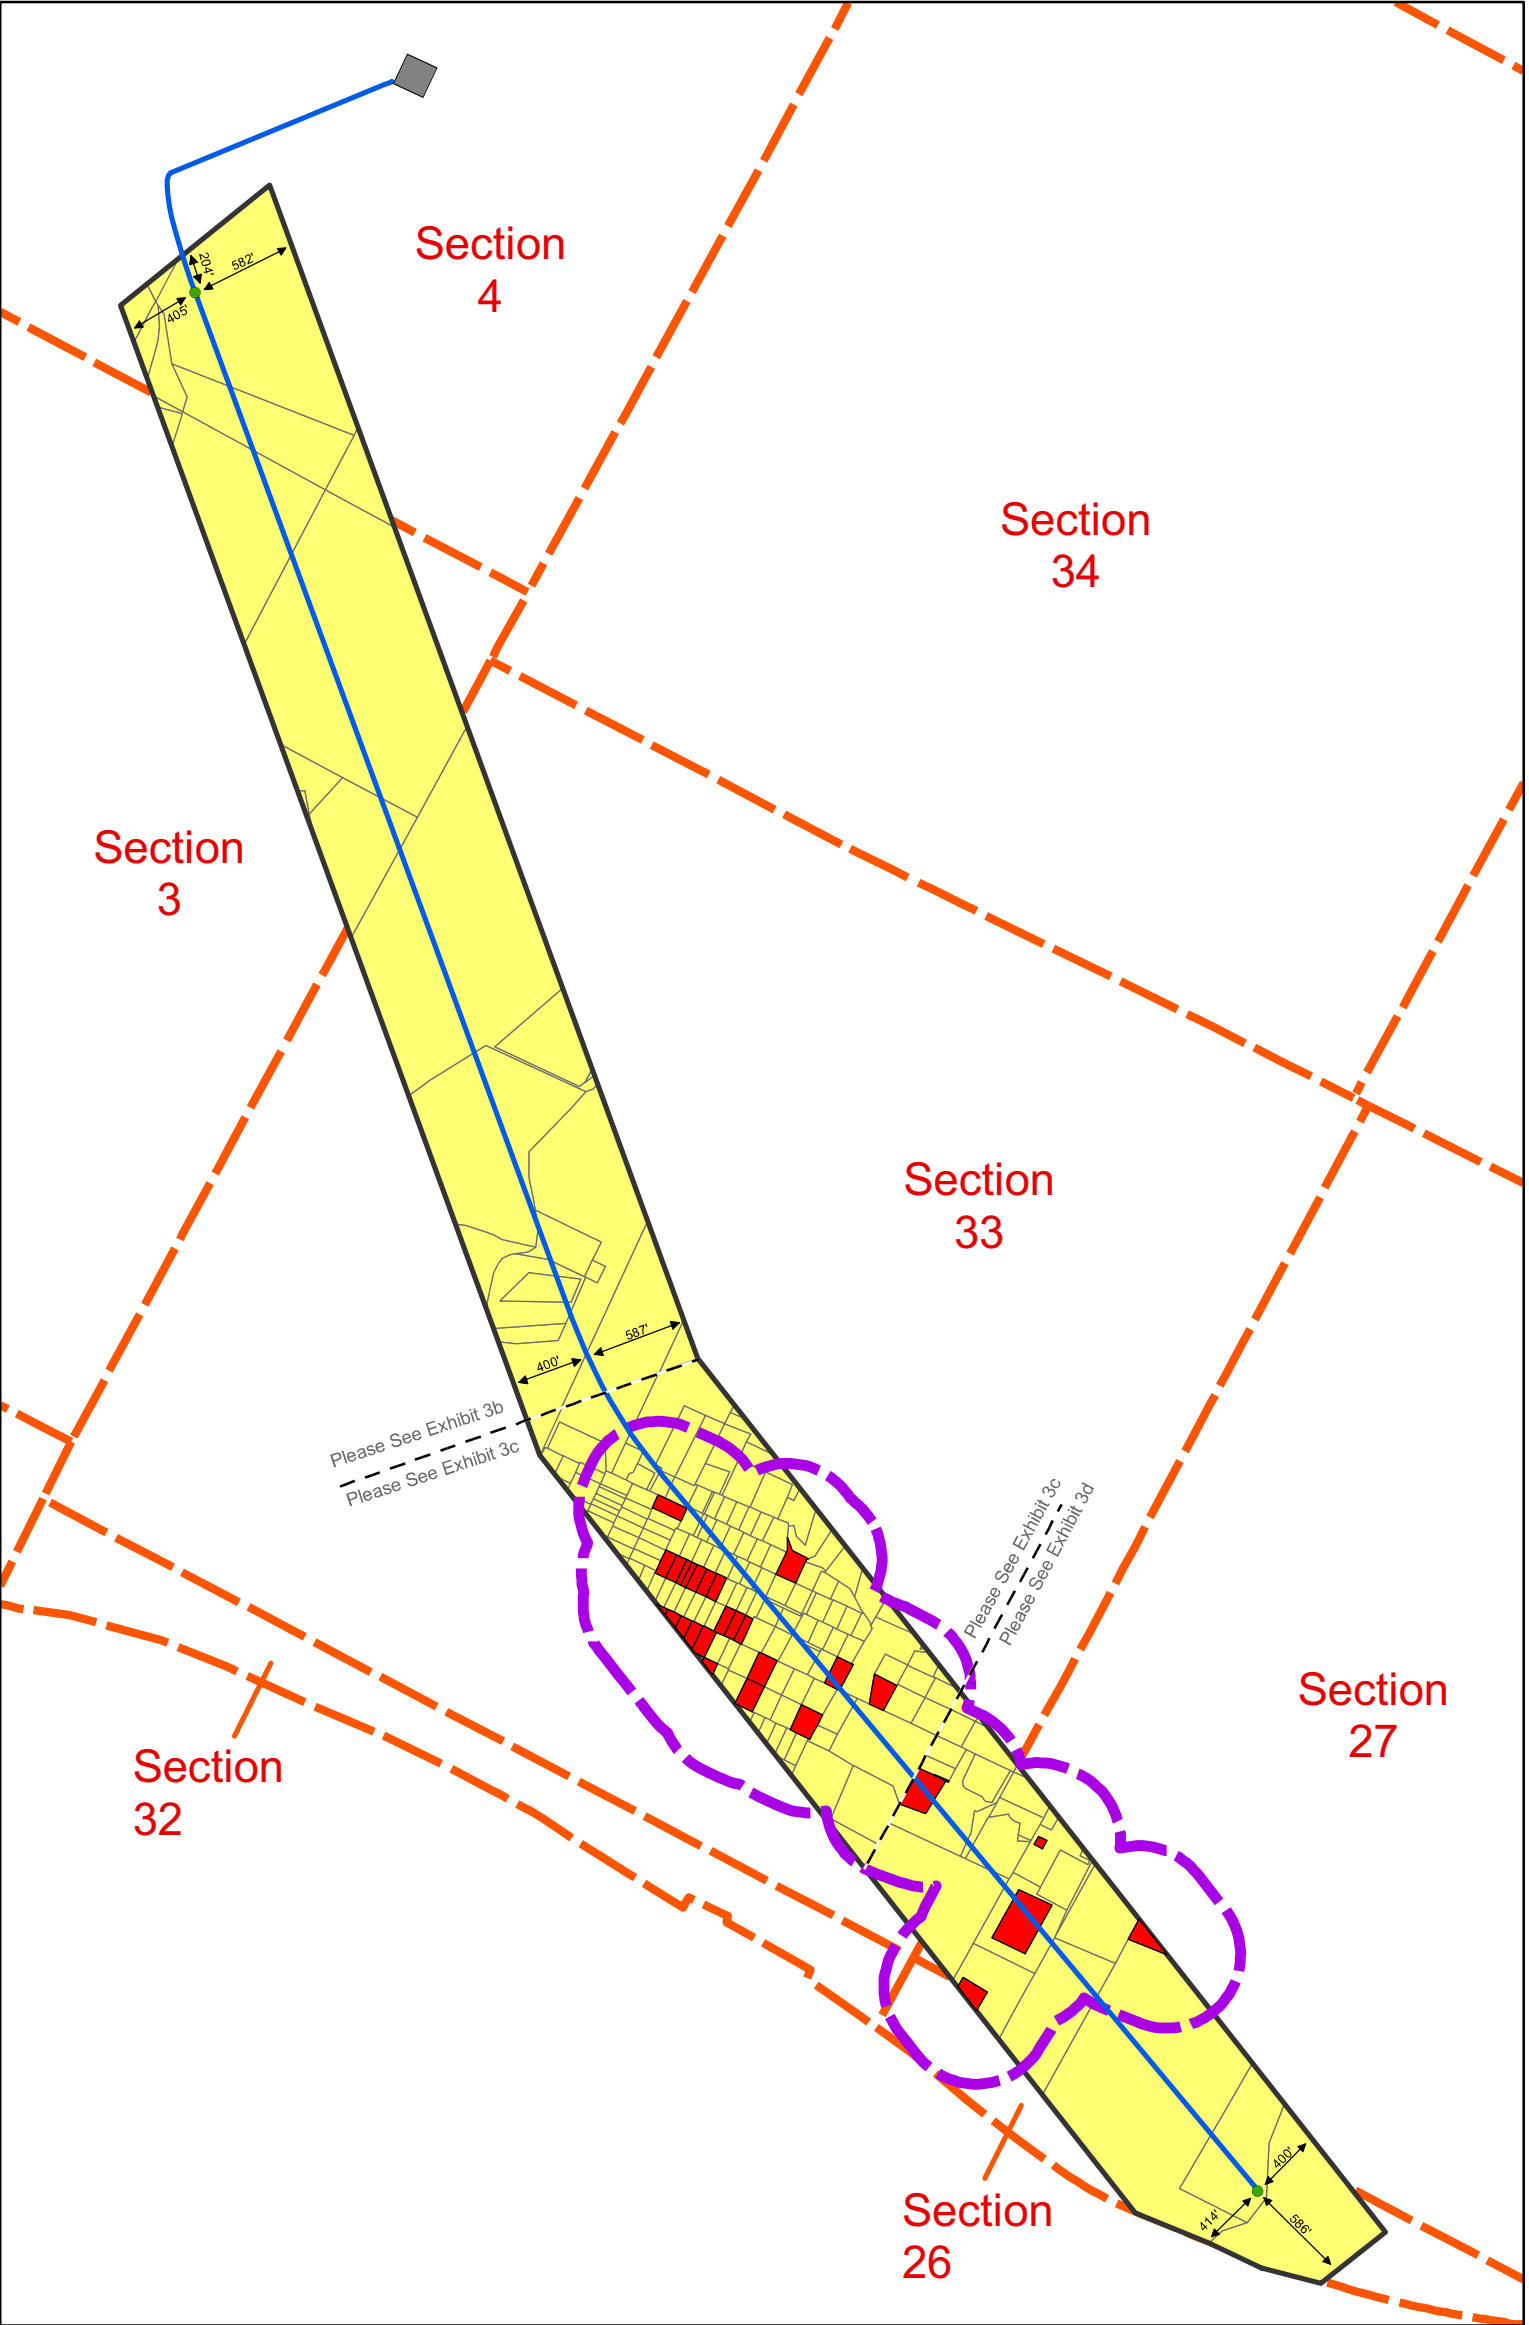 204'
582'
405'
Section
4
Section
34
Section
3
Section
33
587'
400'
Please See Exhibit 3b
Please See Exhibit 3c
Please See Exhibit 3c
Please See Exhibit 3d
Section
27
Section
32
400'
414'
586'
Section
26